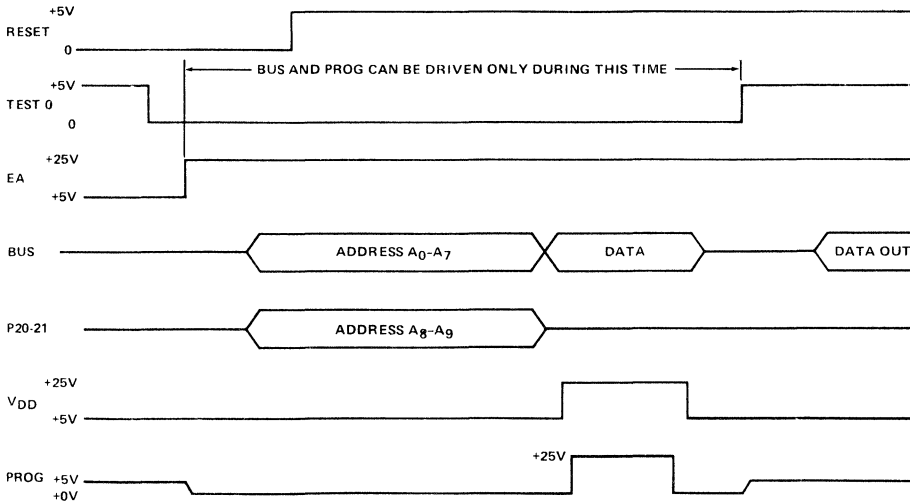 +5V
RESET
0
BUS AND PROG CAN BE DRIVEN ONLY DURING THIS TIME
+5V
TEST 0
0
+25V
EA
+5V
BUS
ADDRESS A0-A7
DATA
DATA OUT
P20-21
ADDRESS A8-A9
+25V
VDD
+5V
+25V
PROG
+5V
+0V